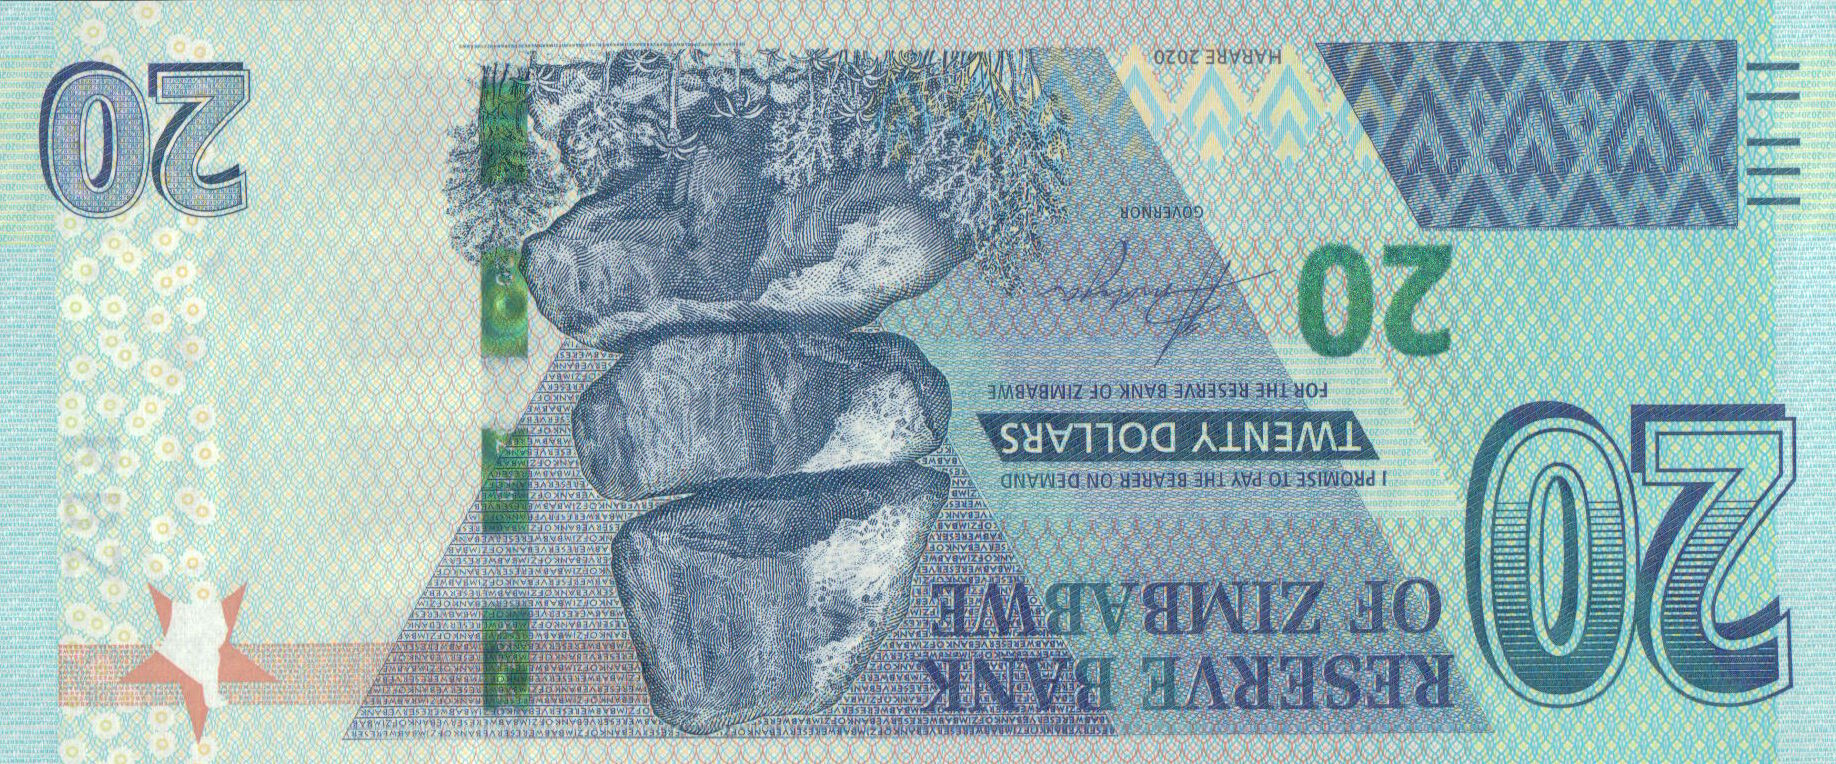 20
RESERVE BANK
OF ZIMBABWE
I PROMISE TO PAY THE BEARER ON DEMAND
TWENTY DOLLARS
FOR THE RESERVE BANK OF ZIMBABWE
20
GOVERNOR
HARARE 2020
20